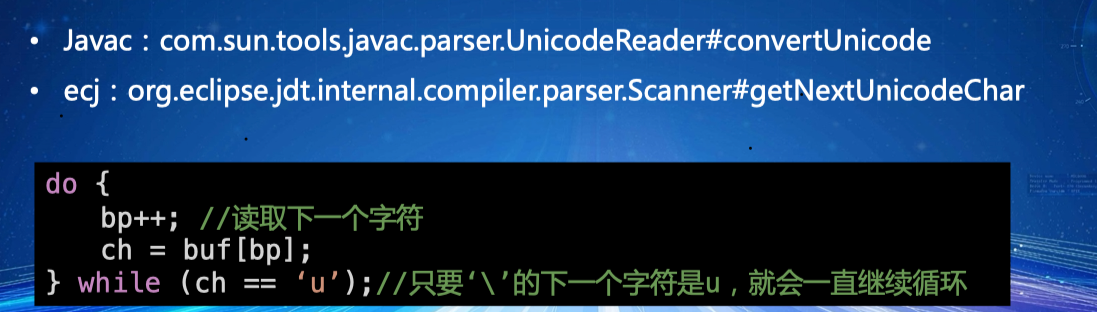 • Javac：com.sun.tools.javac.parser.UnicodeReader#convertUnicode
• ecj：org.eclipse.jdt.internal.compiler.parser.Scanner#getNextUnicodeChar
do {
bp++; //读取下一个字符
ch = buf[bp];
} while (ch == ‘u’);//只要‘\’的下一个字符是u，就会一直继续循环